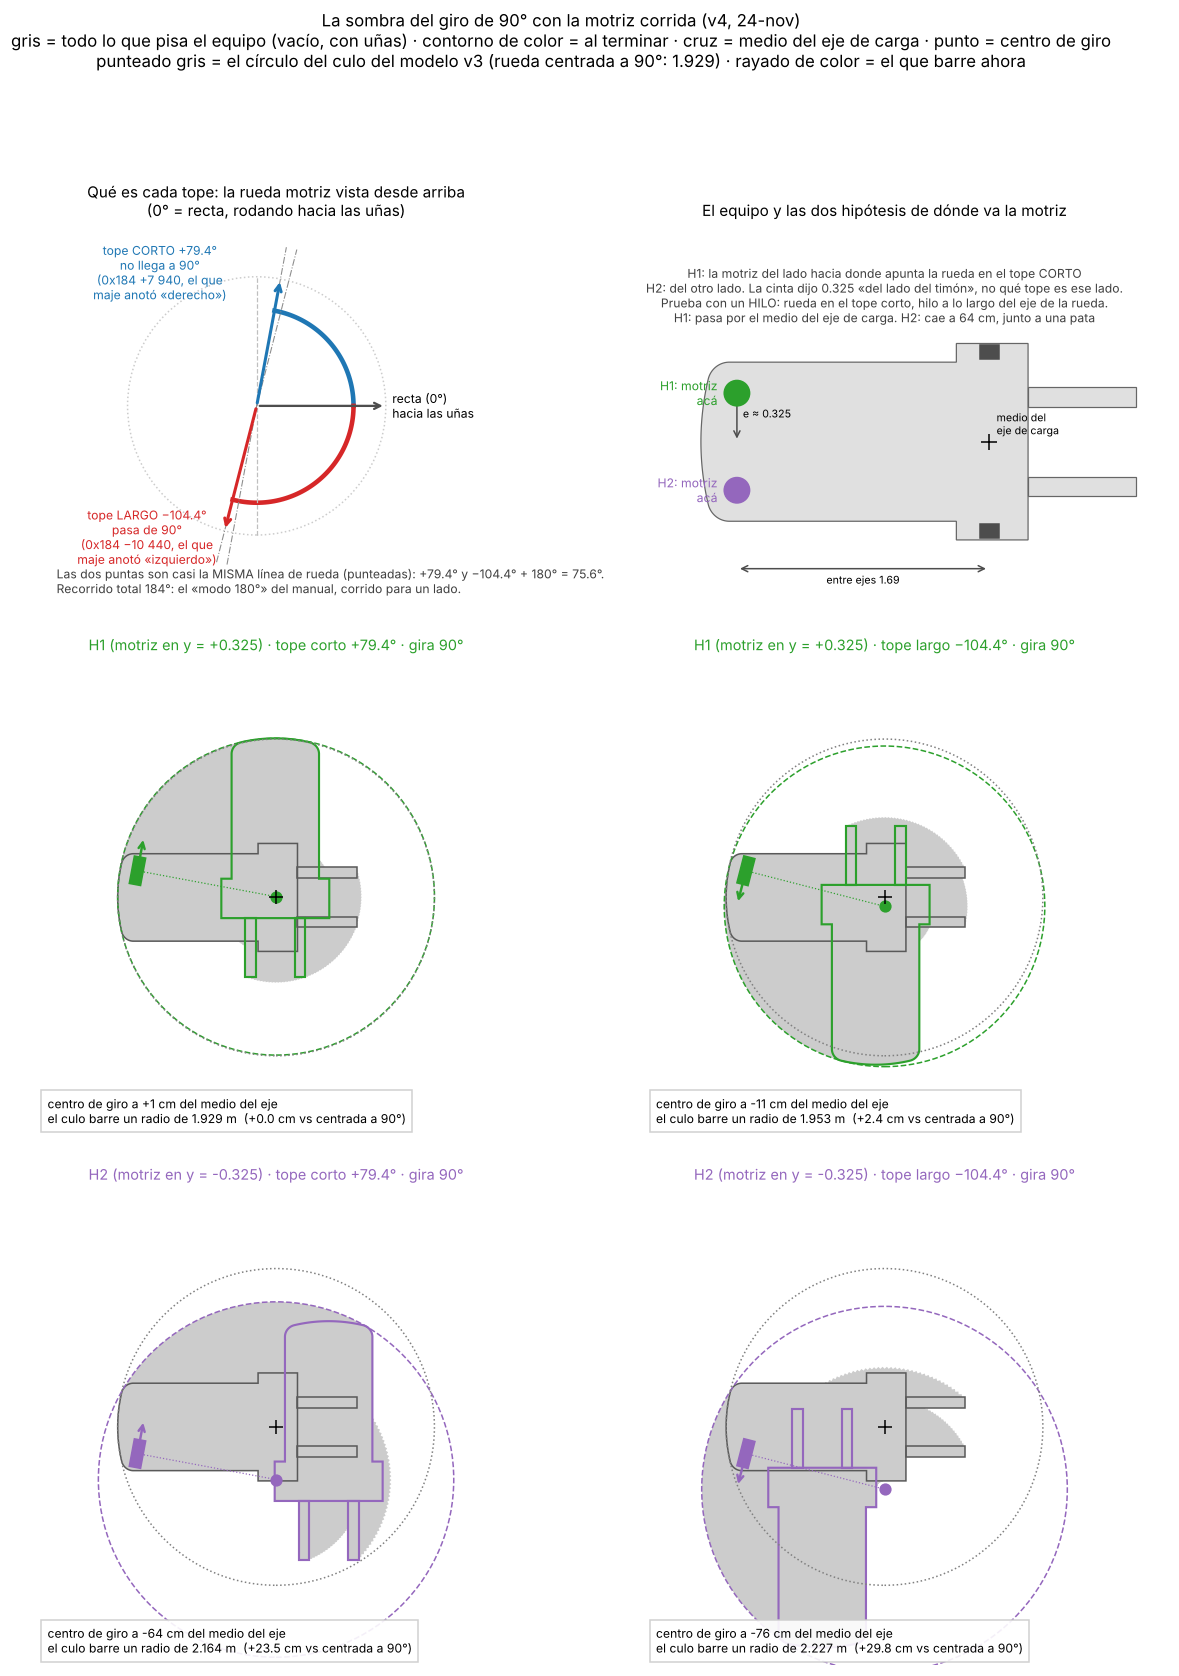 La sombra del giro de 90° con la motriz corrida (v4, 24-nov)
gris = todo lo que pisa el equipo (vacío, con uñas) · contorno de color = al terminar · cruz = medio del eje de carga · punto = centro de giro
punteado gris = el círculo del culo del modelo v3 (rueda centrada a 90°: 1.929) · rayado de color = el que barre ahora
Qué es cada tope: la rueda motriz vista desde arriba
(0° = recta, rodando hacia las uñas)
tope CORTO +79.4°
no llega a 90°
(0x184 +7 940, el que
maje anotó «derecho»)
recta (0°)
hacia las uñas
tope LARGO −104.4°
pasa de 90°
(0x184 −10 440, el que
maje anotó «izquierdo»)
Las dos puntas son casi la MISMA línea de rueda (punteadas): +79.4° y −104.4° + 180° = 75.6°.
Recorrido total 184°: el «modo 180°» del manual, corrido para un lado.
El equipo y las dos hipótesis de dónde va la motriz
H1: la motriz del lado hacia donde apunta la rueda en el tope CORTO
H2: del otro lado. La cinta dijo 0.325 «del lado del timón», no qué tope es ese lado.
Prueba con un HILO: rueda en el tope corto, hilo a lo largo del eje de la rueda.
H1: pasa por el medio del eje de carga. H2: cae a 64 cm, junto a una pata
H1: motriz
acá
e ≈ 0.325
medio del
eje de carga
H2: motriz
acá
entre ejes 1.69
H1 (motriz en y = +0.325) · tope corto +79.4° · gira 90°
centro de giro a +1 cm del medio del eje
el culo barre un radio de 1.929 m  (+0.0 cm vs centrada a 90°)
H1 (motriz en y = +0.325) · tope largo −104.4° · gira 90°
centro de giro a -11 cm del medio del eje
el culo barre un radio de 1.953 m  (+2.4 cm vs centrada a 90°)
H2 (motriz en y = -0.325) · tope corto +79.4° · gira 90°
centro de giro a -64 cm del medio del eje
el culo barre un radio de 2.164 m  (+23.5 cm vs centrada a 90°)
H2 (motriz en y = -0.325) · tope largo −104.4° · gira 90°
centro de giro a -76 cm del medio del eje
el culo barre un radio de 2.227 m  (+29.8 cm vs centrada a 90°)